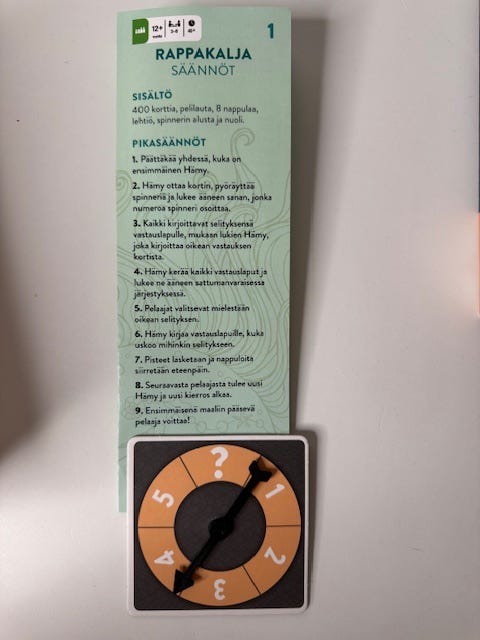 12+
vuotta
3-8
45+
1
RAPPAKALJA
SÄÄNNÖT
SISÄLTÖ
400 korttia, pelilauta, 8 nappulaa,
lehtiö, spinnerin alusta ja nuoli.
PIKASÄÄNNÖT
1. Päättäkää yhdessä, kuka on
ensimmäinen Hämy.
2. Hämy ottaa kortin, pyöräyttää
spinneriä ja lukee ääneen sanan, jonka
numeroa spinneri osoittaa.
3. Kaikki kirjoittavat selityksensä
vastauslapulle, mukaan lukien Hämy,
joka kirjoittaa oikean vastauksen
kortista.
4. Hämy kerää kaikki vastauslaput ja
lukee ne ääneen sattumanvaraisessa
järjestyksessä.
5. Pelaajat valitsevat mielestään
oikean selityksen.
6. Hämy kirjaa vastauslapuille, kuka
uskoo mihinkin selitykseen.
7. Pisteet lasketaan ja nappuloita
siirretään eteenpäin.
8. Seuraavasta pelaajasta tulee uusi
Hämy ja uusi kierros alkaa.
9. Ensimmäisenä maaliin pääsevä
pelaaja voittaa!
?
1
2
3
4
5